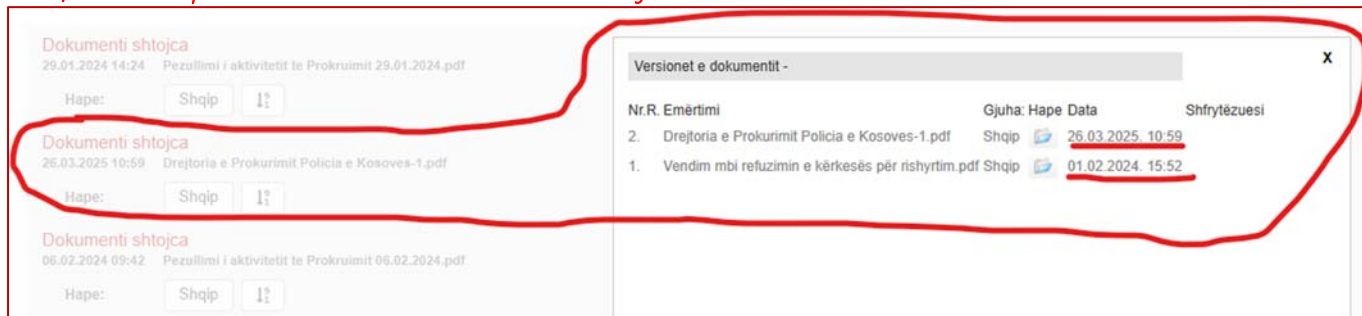 Dokumenti shtojca
29.01.2024 14:24 Pezullimi i aktivitetit te Prokruimit 29.01.2024.pdf
Hape: Shqip
Dokumenti shtojca
26.03.2025 10:59 Drejtoria e Prokurimit Policia e Kosoves-1.pdf
Hape: Shqip
Dokumenti shtojca
06.02.2024 09:42 Pezullimi i aktivitetit te Prokruimit 06.02.2024.pdf
Hape: Shqip
Versionet e dokumentit -
X
Nr.R. Emërtimi Gjuha: Hape Data Shfrytëzuesi
2. Drejtoria e Prokurimit Policia e Kosoves-1.pdf Shqip 26.03.2025. 10:59
1. Vendim mbi refuzimin e kërkesës për rishyrtim.pdf Shqip 01.02.2024. 15:52